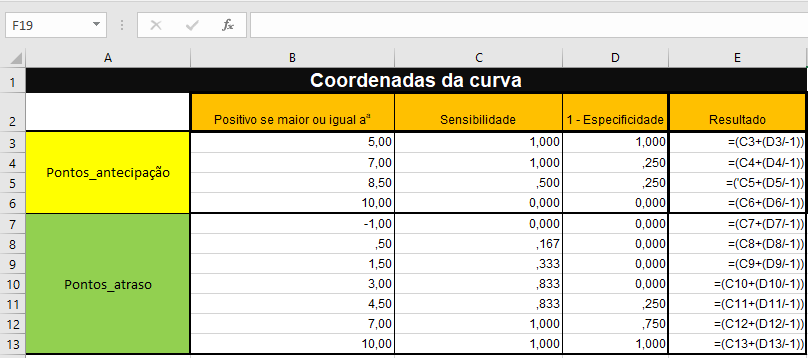 F19
fx
A B C D E
1 Coordenadas da curva
2 Positivo se maior ou igual aª Sensibilidade 1 - Especificidade Resultado
3 5,00 1,000 1,000 =(C3+(D3/-1))
Pontos_antecipação
4 7,00 1,000 ,250 =(C4+(D4/-1))
5 8,50 ,500 ,250 =('C5+(D5/-1))
6 10,00 0,000 0,000 =(C6+(D6/-1))
7 -1,00 0,000 0,000 =(C7+(D7/-1))
8 ,50 ,167 0,000 =(C8+(D8/-1))
9 1,50 ,333 0,000 =(C9+(D9/-1))
10 Pontos_atraso 3,00 ,833 0,000 =(C10+(D10/-1))
11 4,50 ,833 ,250 =(C11+(D11/-1))
12 7,00 1,000 ,750 =(C12+(D12/-1))
13 10,00 1,000 1,000 =(C13+(D13/-1))